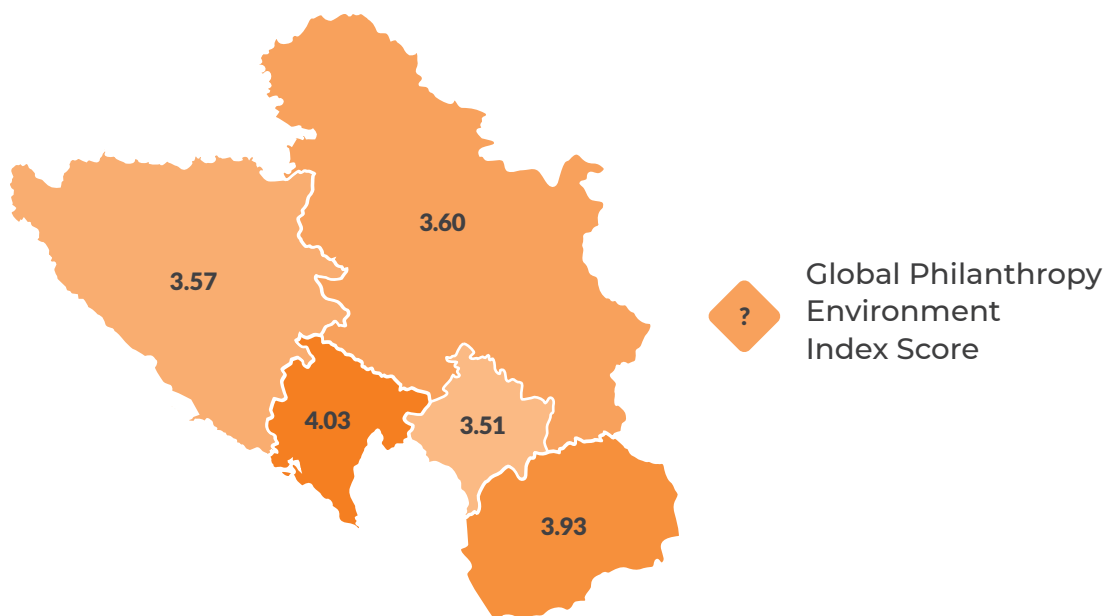 3.60
3.57
4.03
3.51
3.93
?
Global Philanthropy
Environment
Index Score